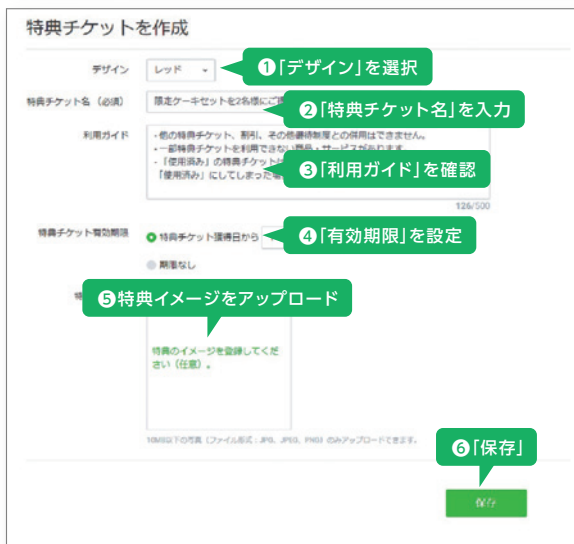 特典チケットを作成
デザイン
レッド
❶「デザイン」を選択
特典チケット名（必須）
限定ケーキセットを2名様にご
❷「特典チケット名」を入力
利用ガイド
・他の特典チケット、割引、その他優待制度との併用はできません。
・一部特典チケットを利用できない商品・サービスがあります
・「使用済み」の特典チケットは
「使用済み」にしてしまった場
❸「利用ガイド」を確認
126/500
特典チケット有効期限
特典チケット獲得日から
❹「有効期限」を設定
期限なし
特
❺特典イメージをアップロード
特典のイメージを登録してくだ
さい（任意）。
10MB以下の写真（ファイル形式：JPG、JPEG、PNG）のみアップロードできます。
❻「保存」
保存